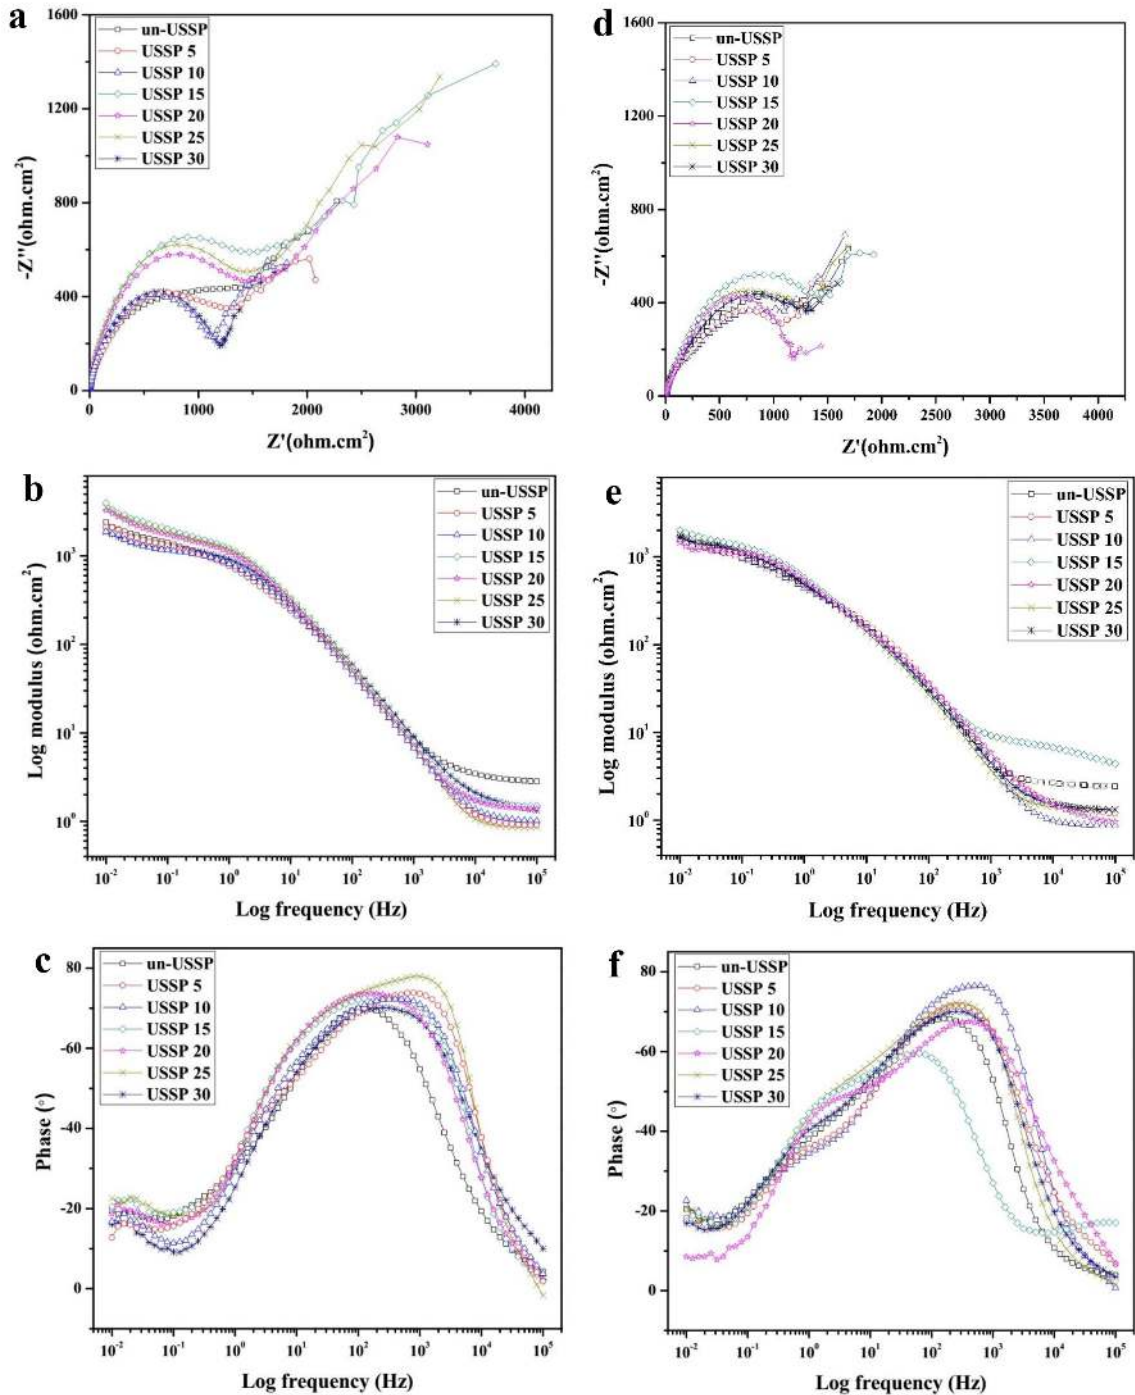 a
-Z''(ohm.cm²)
1600
1200
800
400
0
un-USSP
USSP 5
USSP 10
USSP 15
USSP 20
USSP 25
USSP 30
0 1000 2000 3000 4000
Z'(ohm.cm²)
d
-Z''(ohm.cm²)
1600
1200
800
400
0
un-USSP
USSP 5
USSP 10
USSP 15
USSP 20
USSP 25
USSP 30
0 500 1000 1500 2000 2500 3000 3500 4000
Z'(ohm.cm²)
b
Log modulus (ohm.cm²)
10³
10²
10¹
10⁰
un-USSP
USSP 5
USSP 10
USSP 15
USSP 20
USSP 25
USSP 30
10⁻² 10⁻¹ 10⁰ 10¹ 10² 10³ 10⁴ 10⁵
Log frequency (Hz)
e
Log modulus (ohm.cm²)
10³
10²
10¹
10⁰
un-USSP
USSP 5
USSP 10
USSP 15
USSP 20
USSP 25
USSP 30
10⁻² 10⁻¹ 10⁰ 10¹ 10² 10³ 10⁴ 10⁵
Log frequency (Hz)
c
Phase (°)
80
-60
-40
-20
0
un-USSP
USSP 5
USSP 10
USSP 15
USSP 20
USSP 25
USSP 30
10⁻² 10⁻¹ 10⁰ 10¹ 10² 10³ 10⁴ 10⁵
Log frequency (Hz)
f
Phase (°)
-80
-60
-40
-20
0
un-USSP
USSP 5
USSP 10
USSP 15
USSP 20
USSP 25
USSP 30
10⁻² 10⁻¹ 10⁰ 10¹ 10² 10³ 10⁴ 10⁵
Log frequency (Hz)